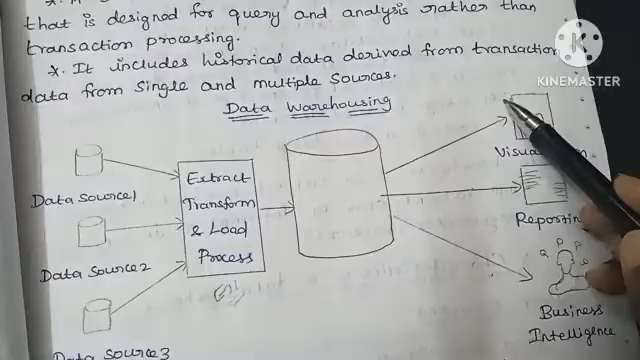 that is designed for query and analysis rather than
transaction processing.
*. It includes historical data derived from transaction
data from single and multiple sources.
Data Warehousing
KINEMASTER
Data Source1
Data Source2
Data Source3
Extract
Transform
& Load
Process
Reporting
Business
Intelligence